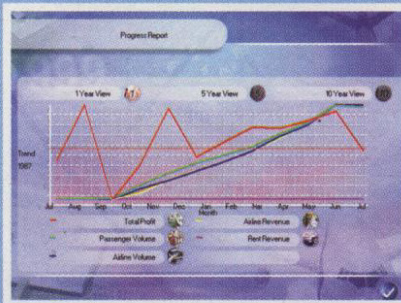 Progress Report
1 Year View
5 Year View
10 Year View
Trend
1987
Jul Aug Sep Oct Nov Dec Jan Feb Mar Apr May Jun Jul
Month
Total Profit
Airline Revenue
Passenger Volume
Rent Revenue
Airline Volume